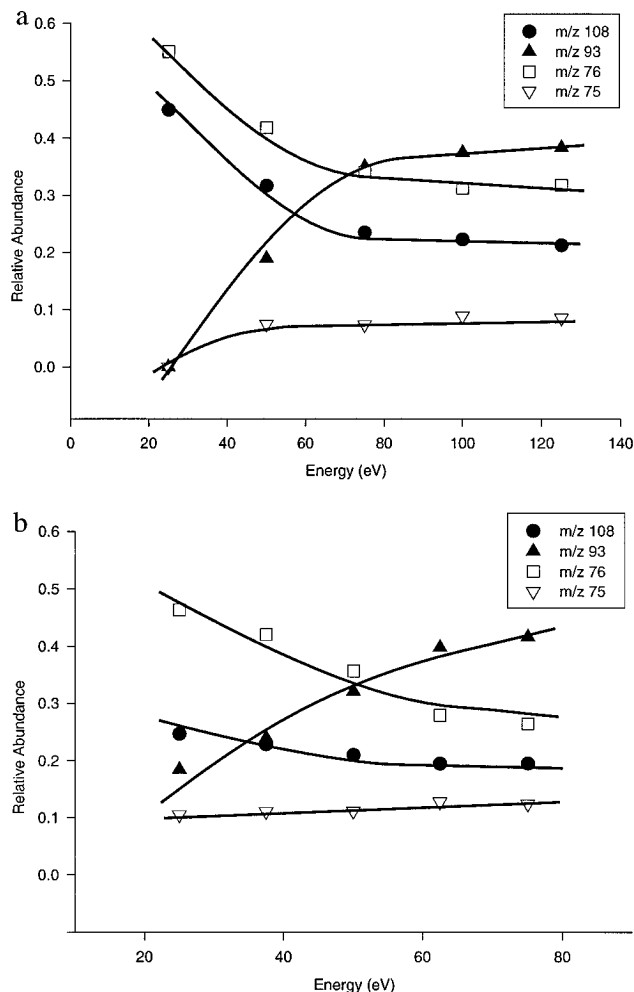 a
0.6
0.5
0.4
0.3
0.2
0.1
0.0
Relative Abundance
m/z 108
m/z 93
m/z 76
m/z 75
0 20 40 60 80 100 120 140
Energy (eV)
b
0.6
0.5
0.4
0.3
0.2
0.1
0.0
Relative Abundance
m/z 108
m/z 93
m/z 76
m/z 75
20 40 60 80
Energy (eV)